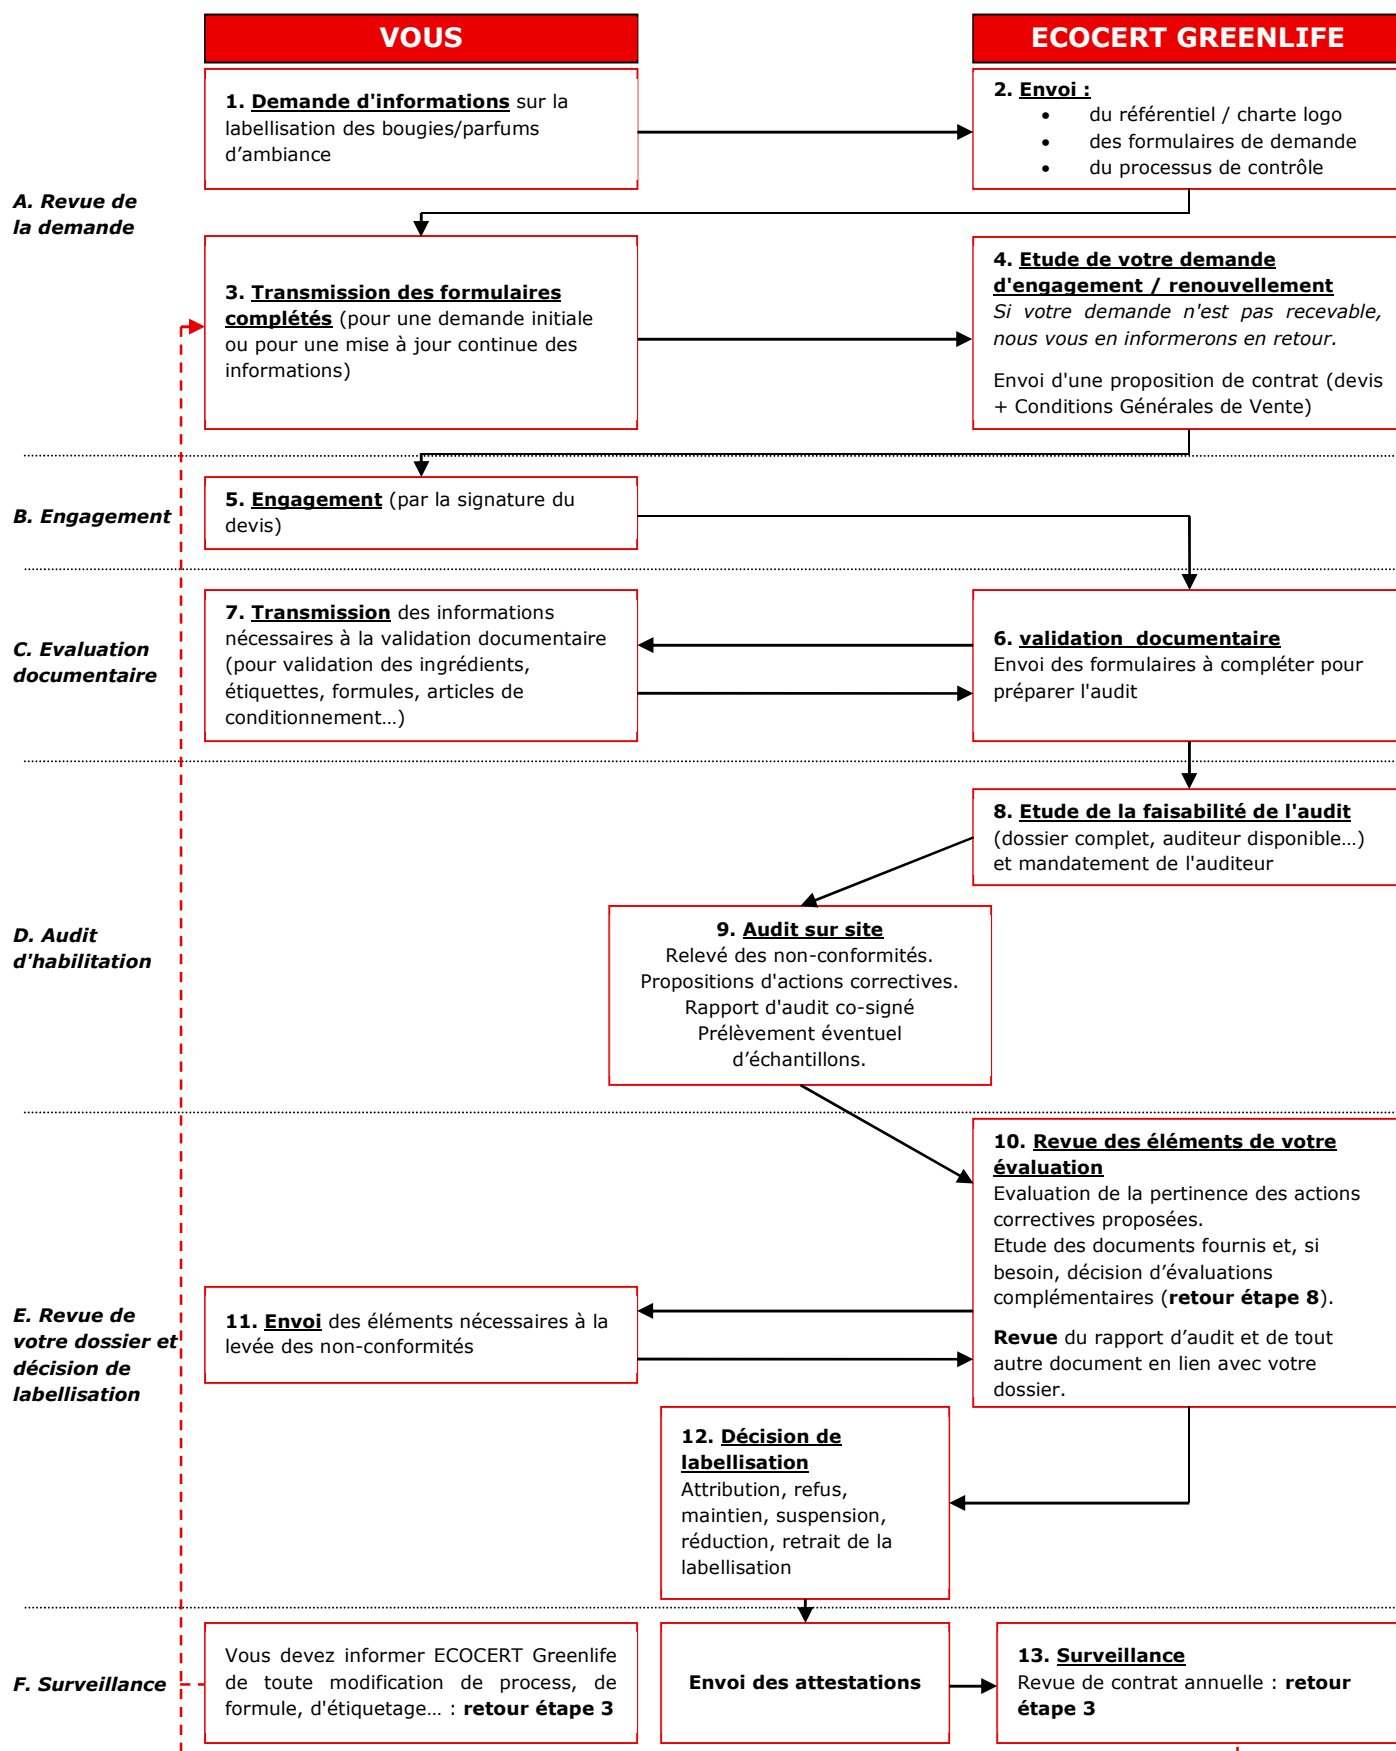 VOUS
ECOCERT GREENLIFE
1. Demande d'informations sur la
labellisation des bougies/parfums
d’ambiance
2. Envoi :
• du référentiel / charte logo
• des formulaires de demande
• du processus de contrôle
A. Revue de
la demande
3. Transmission des formulaires
complétés (pour une demande initiale
ou pour une mise à jour continue des
informations)
4. Etude de votre demande
d'engagement / renouvellement
Si votre demande n'est pas recevable,
nous vous en informerons en retour.
Envoi d'une proposition de contrat (devis
+ Conditions Générales de Vente)
B. Engagement
5. Engagement (par la signature du
devis)
C. Evaluation
documentaire
7. Transmission des informations
nécessaires à la validation documentaire
(pour validation des ingrédients,
étiquettes, formules, articles de
conditionnement…)
6. validation documentaire
Envoi des formulaires à compléter pour
préparer l'audit
8. Etude de la faisabilité de l'audit
(dossier complet, auditeur disponible…)
et mandatement de l'auditeur
D. Audit
d'habilitation
9. Audit sur site
Relevé des non-conformités.
Propositions d'actions correctives.
Rapport d'audit co-signé
Prélèvement éventuel
d’échantillons.
10. Revue des éléments de votre
évaluation
Evaluation de la pertinence des actions
correctives proposées.
Etude des documents fournis et, si
besoin, décision d’évaluations
complémentaires (retour étape 8).
Revue du rapport d’audit et de tout
autre document en lien avec votre
dossier.
E. Revue de
votre dossier et
décision de
labellisation
11. Envoi des éléments nécessaires à la
levée des non-conformités
12. Décision de
labellisation
Attribution, refus,
maintien, suspension,
réduction, retrait de la
labellisation
F. Surveillance
Vous devez informer ECOCERT Greenlife
de toute modification de process, de
formule, d'étiquetage… : retour étape 3
Envoi des attestations
13. Surveillance
Revue de contrat annuelle : retour
étape 3